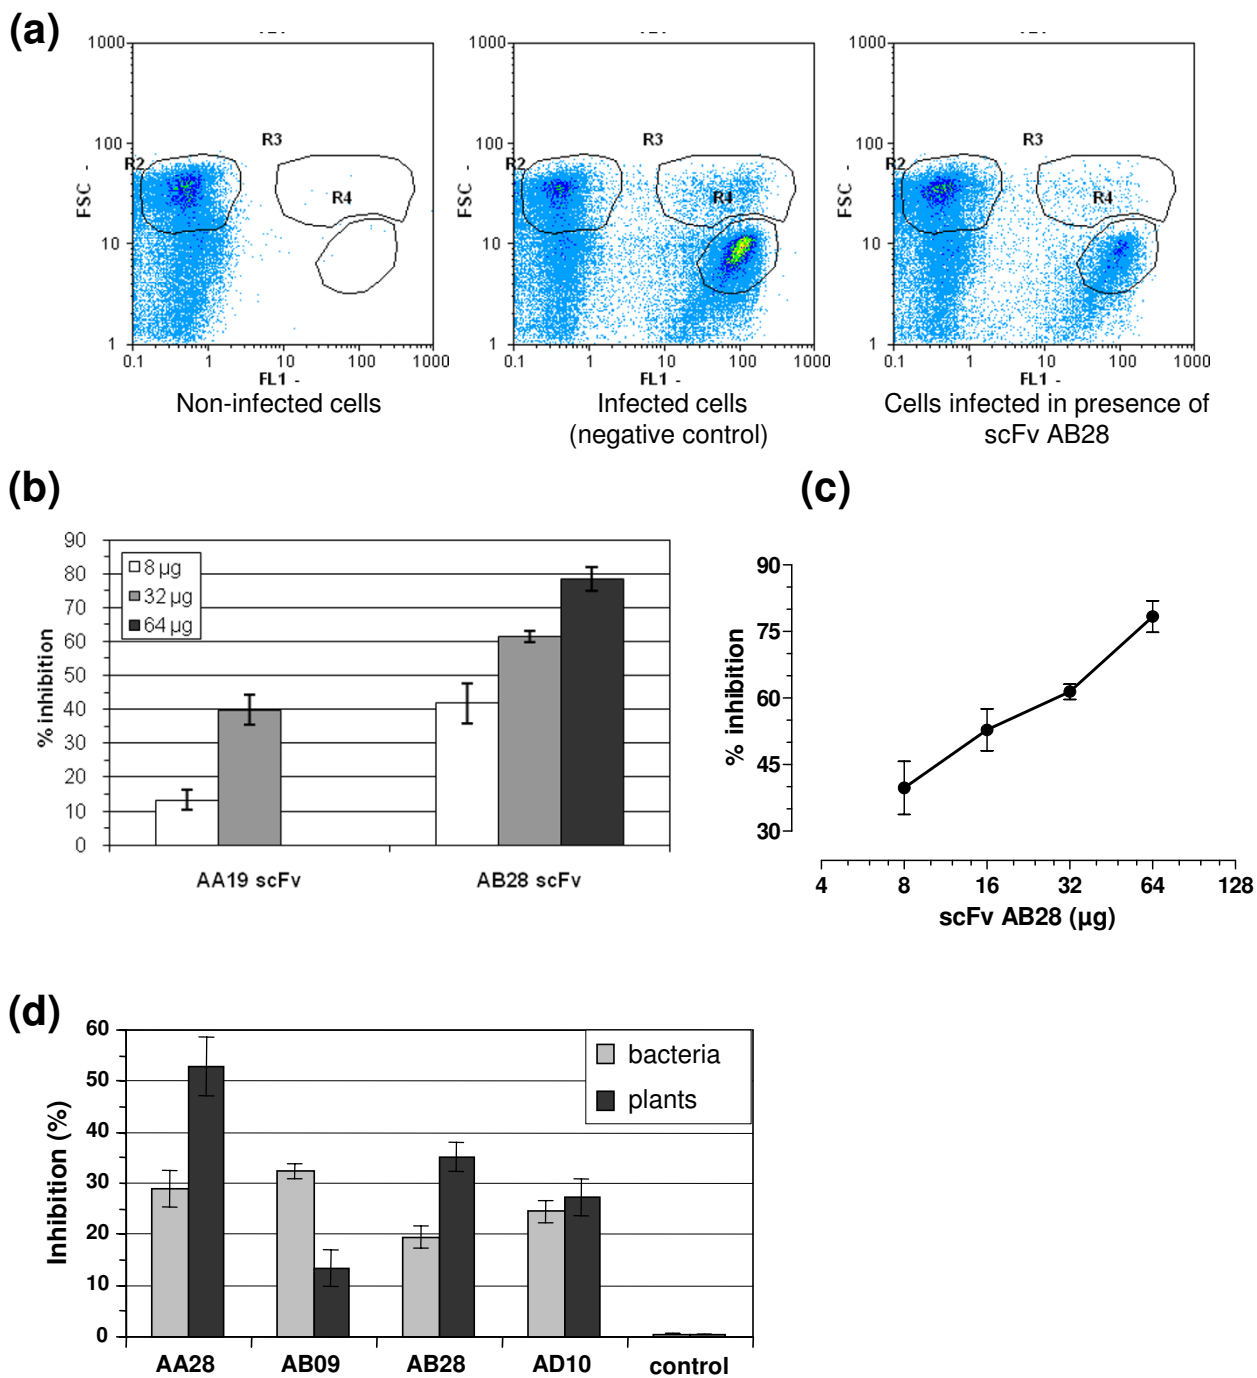 (a)
1000
100
10
1
FSC -
R2
R3
R4
0.1 1 10 100 1000
FL1 -
Non-infected cells
1000
100
10
1
FSC -
R2
R3
R4
0.1 1 10 100 1000
FL1 -
Infected cells
(negative control)
1000
100
10
1
FSC -
R2
R3
R4
0.1 1 10 100 1000
FL1 -
Cells infected in presence of
scFv AB28
(b)
90
80
70
60
50
40
30
20
10
0
% inhibition
8 µg
32 µg
64 µg
AA19 scFv AB28 scFv
(c)
90
75
60
45
30
% inhibition
4 8 16 32 64 128
scFv AB28 (µg)
(d)
60
50
40
30
20
10
0
Inhibition (%)
bacteria
plants
AA28 AB09 AB28 AD10 control